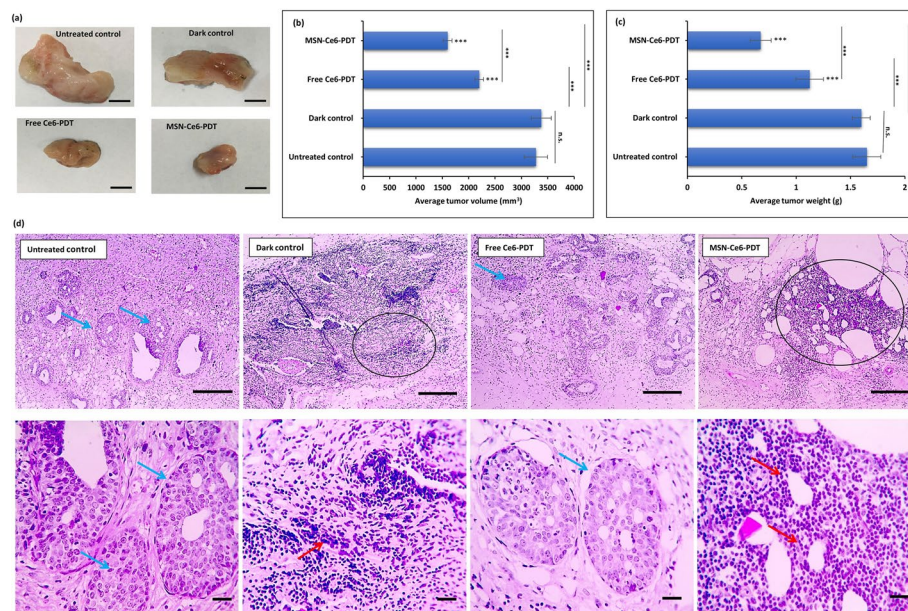 (a)
Untreated control
Dark control
Free Ce6-PDT
MSN-Ce6-PDT
(b)
MSN-Ce6-PDT
Free Ce6-PDT
Dark control
Untreated control
***
***
***
***
***
n.s.
0 500 1000 1500 2000 2500 3000 3500 4000
Average tumor volume (mm³)
(c)
MSN-Ce6-PDT
Free Ce6-PDT
Dark control
Untreated control
***
***
***
***
n.s.
0 0.5 1 1.5 2
Average tumor weight (g)
(d)
Untreated control
Dark control
Free Ce6-PDT
MSN-Ce6-PDT